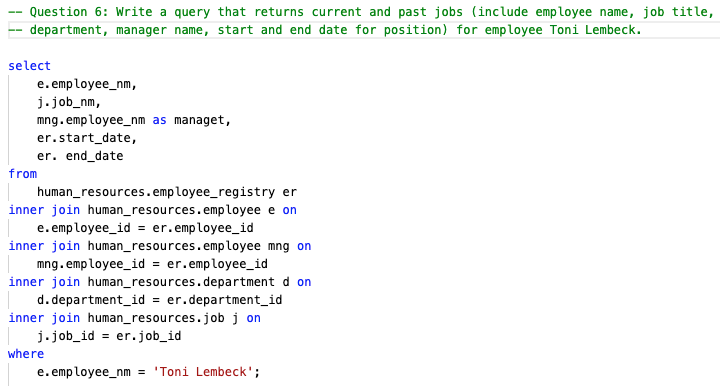 -- Question 6: Write a query that returns current and past jobs (include employee name, job title,
-- department, manager name, start and end date for position) for employee Toni Lembeck.
select
e.employee_nm,
j.job_nm,
mng.employee_nm as managet,
er.start_date,
er. end_date
from
human_resources.employee_registry er
inner join human_resources.employee e on
e.employee_id = er.employee_id
inner join human_resources.employee mng on
mng.employee_id = er.employee_id
inner join human_resources.department d on
d.department_id = er.department_id
inner join human_resources.job j on
j.job_id = er.job_id
where
e.employee_nm = 'Toni Lembeck';